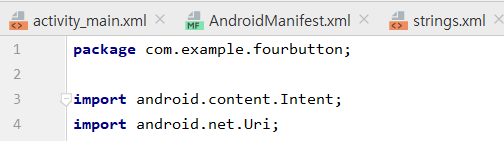 activity_main.xml AndroidManifest.xml strings.xml
1 package com.example.fourbutton;
2
3 import android.content.Intent;
4 import android.net.Uri;